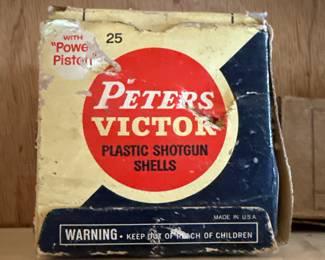 WITH
"Power
Piston"
25
PETERS
VICTOR
PLASTIC SHOTGUN
SHELLS
MADE IN U.S.A.
WARNING • KEEP OUT OF REACH OF CHILDREN